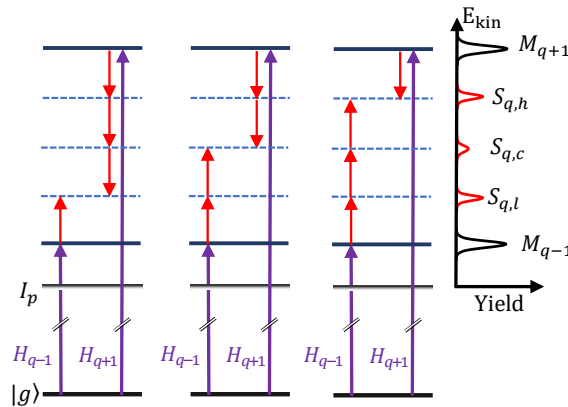 E_kin
M_{q+1}
S_{q,h}
S_{q,c}
S_{q,l}
M_{q-1}
I_p
Yield
H_{q-1} H_{q+1} H_{q-1} H_{q+1} H_{q-1} H_{q+1}
|g⟩